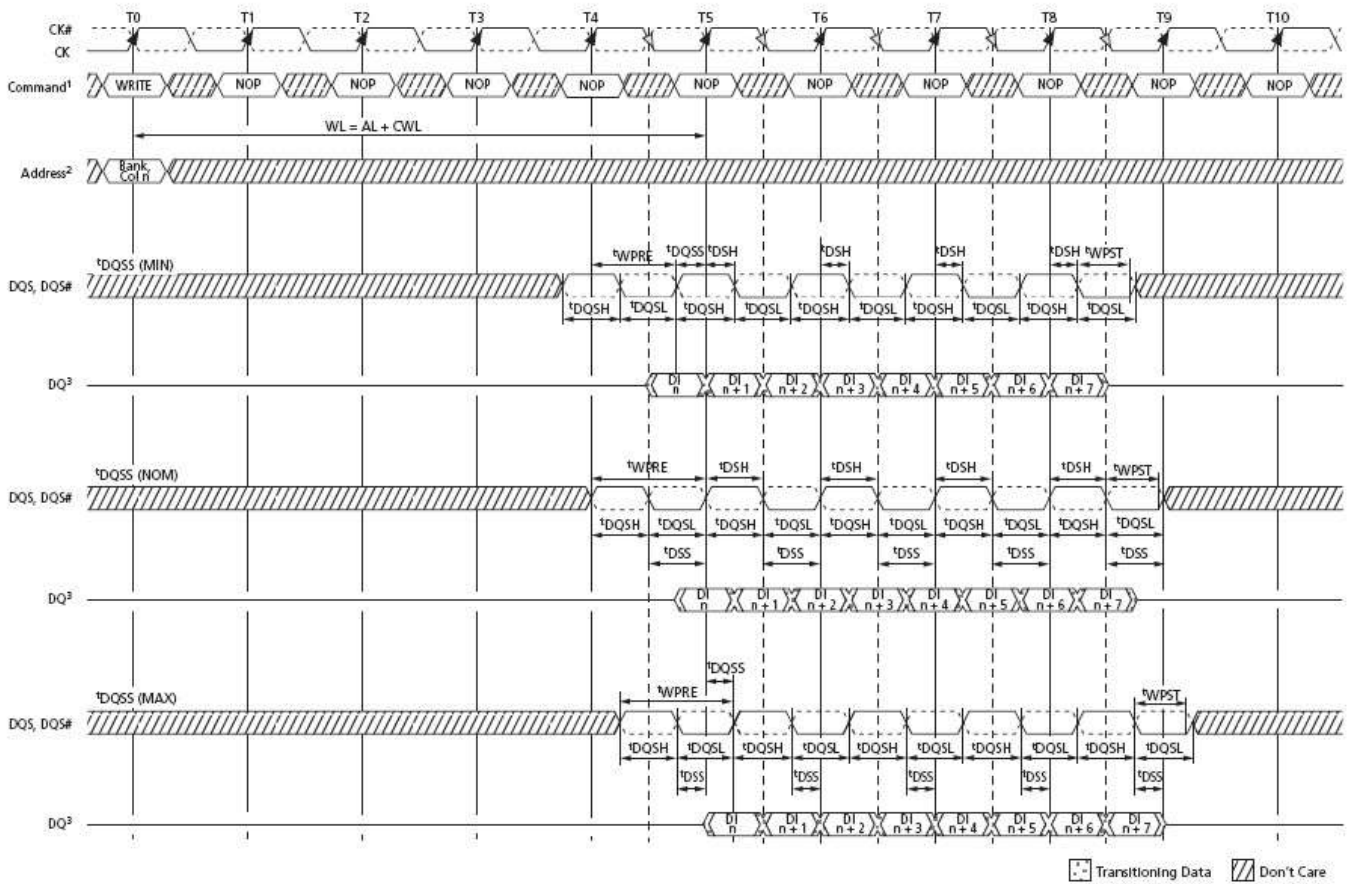 T0 T1 T2 T3 T4 T5 T6 T7 T8 T9 T10
CK#
CK
Command¹ WRITE NOP NOP NOP NOP NOP NOP NOP NOP NOP NOP
WL = AL + CWL
Address² Bank, Col n
ᵗWPRE ᵗDQSS ᵗDSH ᵗDSH ᵗDSH ᵗDSH ᵗWPST
ᵗDQSS (MIN)
DQS, DQS#
ᵗDQSH ᵗDQSL ᵗDQSH ᵗDQSL ᵗDQSH ᵗDQSL ᵗDQSH ᵗDQSL ᵗDQSH ᵗDQSL
DQ³ DI n DI n + 1 DI n + 2 DI n + 3 DI n + 4 DI n + 5 DI n + 6 DI n + 7
ᵗWPRE ᵗDSH ᵗDSH ᵗDSH ᵗDSH ᵗWPST
ᵗDQSS (NOM)
DQS, DQS#
ᵗDQSH ᵗDQSL ᵗDQSH ᵗDQSL ᵗDQSH ᵗDQSL ᵗDQSH ᵗDQSL ᵗDQSH ᵗDQSL
ᵗDSS ᵗDSS ᵗDSS ᵗDSS ᵗDSS
DQ³ DI n DI n + 1 DI n + 2 DI n + 3 DI n + 4 DI n + 5 DI n + 6 DI n + 7
ᵗDQSS
ᵗDQSS (MAX) ᵗWPRE ᵗWPST
DQS, DQS#
ᵗDQSH ᵗDQSL ᵗDQSH ᵗDQSL ᵗDQSH ᵗDQSL ᵗDQSH ᵗDQSL ᵗDQSH ᵗDQSL
ᵗDSS ᵗDSS ᵗDSS ᵗDSS ᵗDSS
DQ³ DI n DI n + 1 DI n + 2 DI n + 3 DI n + 4 DI n + 5 DI n + 6 DI n + 7
Transitioning Data Don't Care